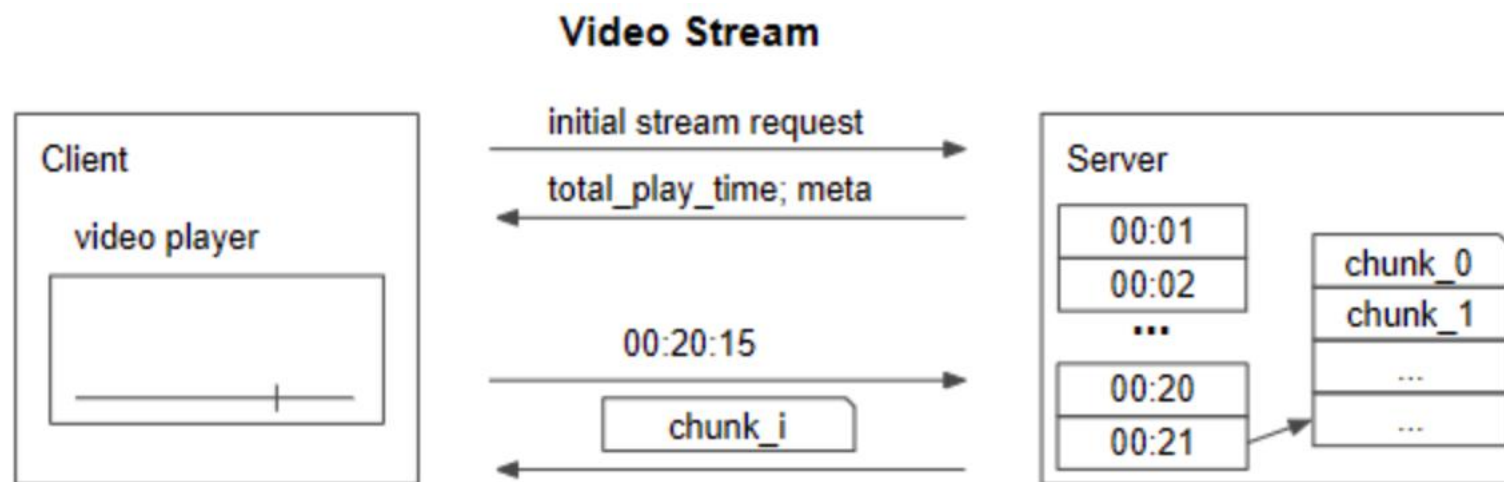 Video Stream
Client
video player
initial stream request
total_play_time; meta
00:20:15
chunk_i
Server
00:01
00:02
...
00:20
00:21
chunk_0
chunk_1
...
...